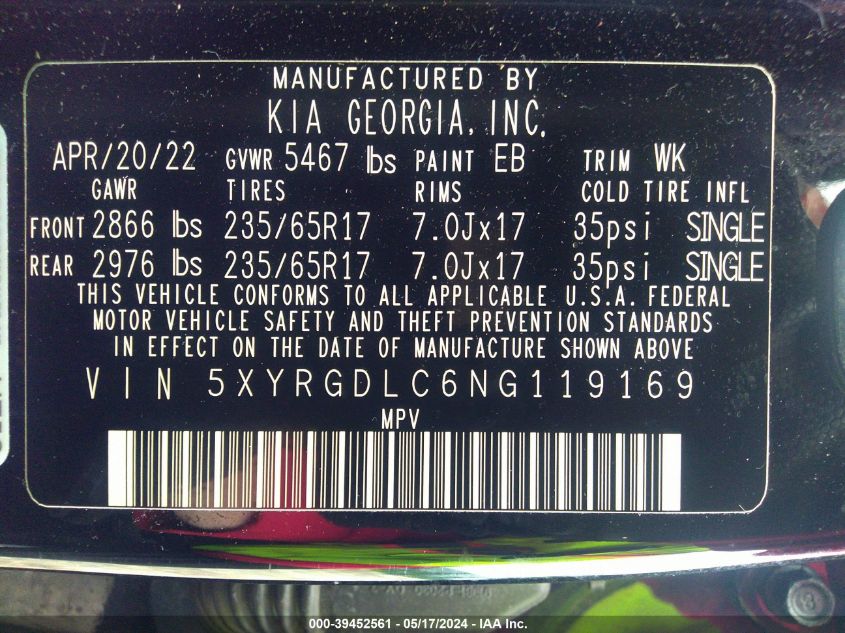 MANUFACTURED BY
KIA GEORGIA, INC.
APR/20/22 GVWR 5467 lbs PAINT EB TRIM WK
GAWR TIRES RIMS COLD TIRE INFL
FRONT 2866 lbs 235/65R17 7.0Jx17 35psi SINGLE
REAR 2976 lbs 235/65R17 7.0Jx17 35psi SINGLE
THIS VEHICLE CONFORMS TO ALL APPLICABLE U.S.A. FEDERAL
MOTOR VEHICLE SAFETY AND THEFT PREVENTION STANDARDS
IN EFFECT ON THE DATE OF MANUFACTURE SHOWN ABOVE
VIN 5XYRGDLC6NG119169
MPV
000-39452561 - 05/17/2024 - IAA Inc.